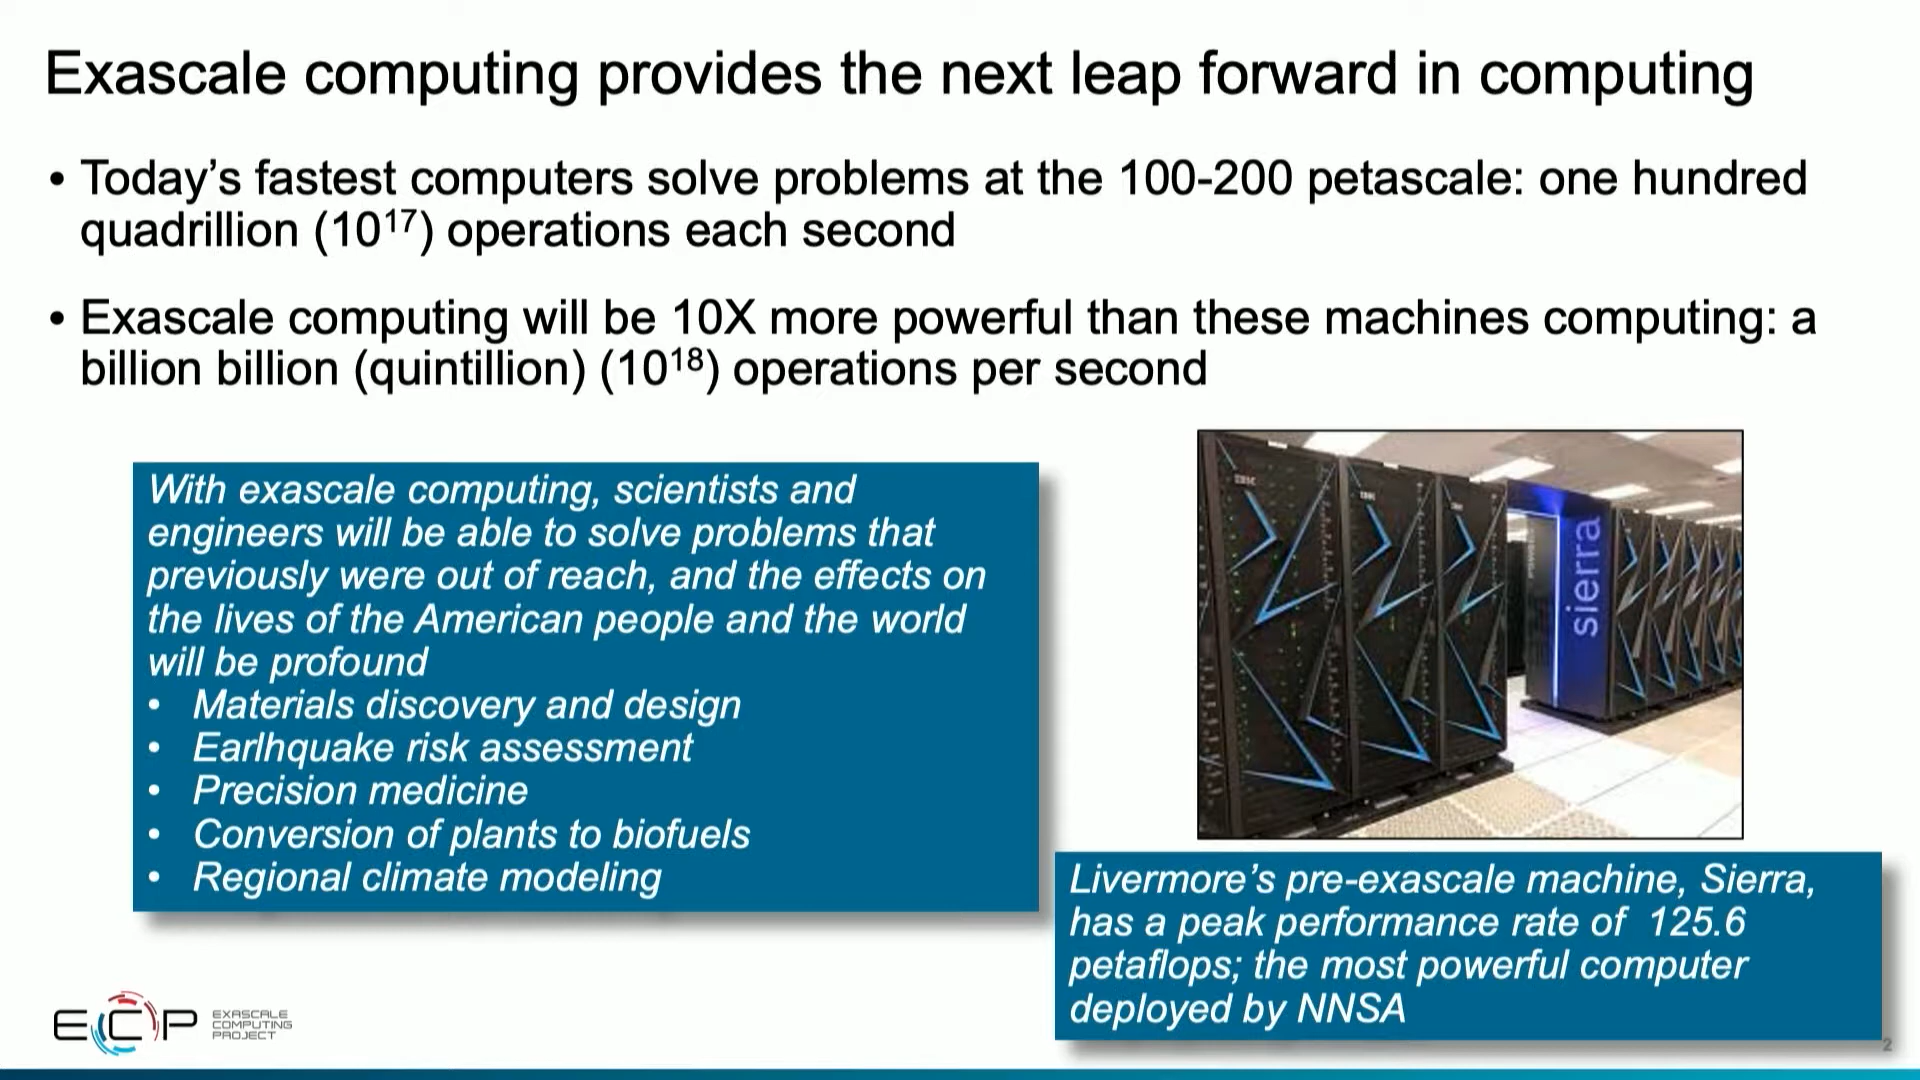 Exascale computing provides the next leap forward in computing
• Today’s fastest computers solve problems at the 100-200 petascale: one hundred
quadrillion (10¹⁷) operations each second
• Exascale computing will be 10X more powerful than these machines computing: a
billion billion (quintillion) (10¹⁸) operations per second
With exascale computing, scientists and
engineers will be able to solve problems that
previously were out of reach, and the effects on
the lives of the American people and the world
will be profound
• Materials discovery and design
• Earlhquake risk assessment
• Precision medicine
• Conversion of plants to biofuels
• Regional climate modeling
IBM
IBM
IBM
sierra
Livermore’s pre-exascale machine, Sierra,
has a peak performance rate of 125.6
petaflops; the most powerful computer
deployed by NNSA
ECP
EXASCALE
COMPUTING
PROJECT
2